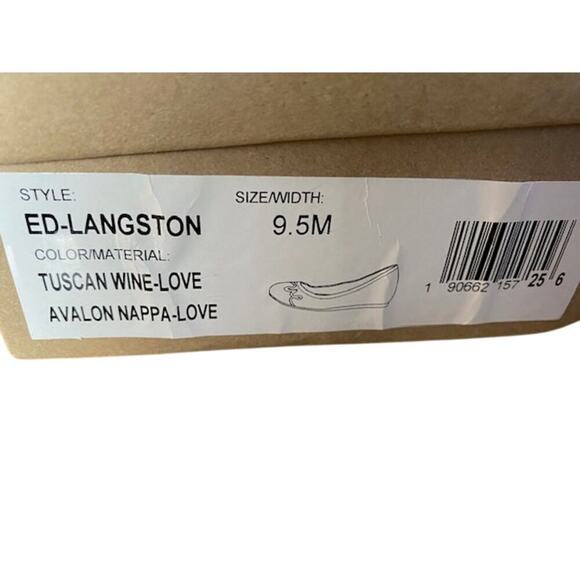 STYLE:
SIZE/WIDTH:
ED-LANGSTON
9.5M
COLOR/MATERIAL:
TUSCAN WINE-LOVE
AVALON NAPPA-LOVE
1 90662 157 25 6